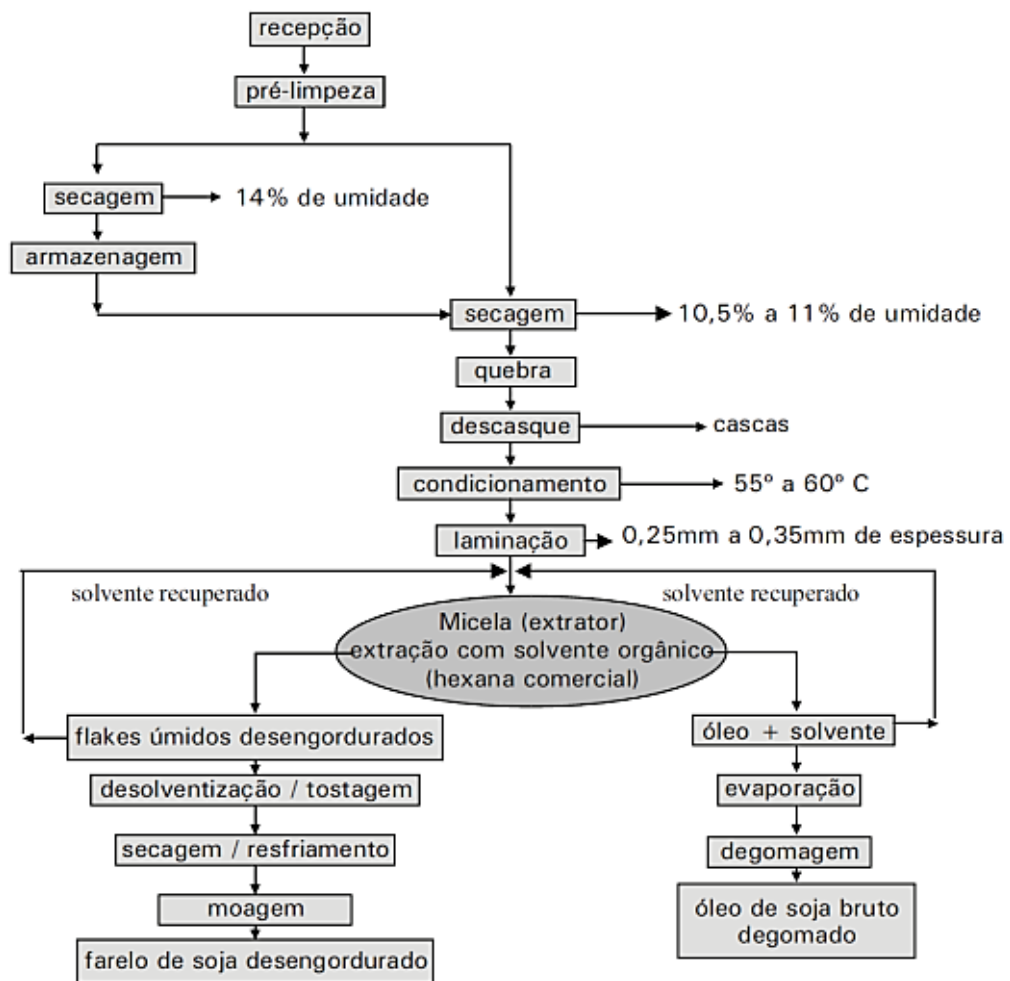 recepção
pré-limpeza
secagem
14% de umidade
armazenagem
secagem
10,5% a 11% de umidade
quebra
descasque
cascas
condicionamento
55º a 60º C
laminação
0,25mm a 0,35mm de espessura
solvente recuperado
solvente recuperado
Micela (extrator)
extração com solvente orgânico
(hexana comercial)
flakes úmidos desengordurados
óleo + solvente
desolventização / tostagem
evaporação
secagem / resfriamento
degomagem
moagem
óleo de soja bruto
degomado
farelo de soja desengordurado